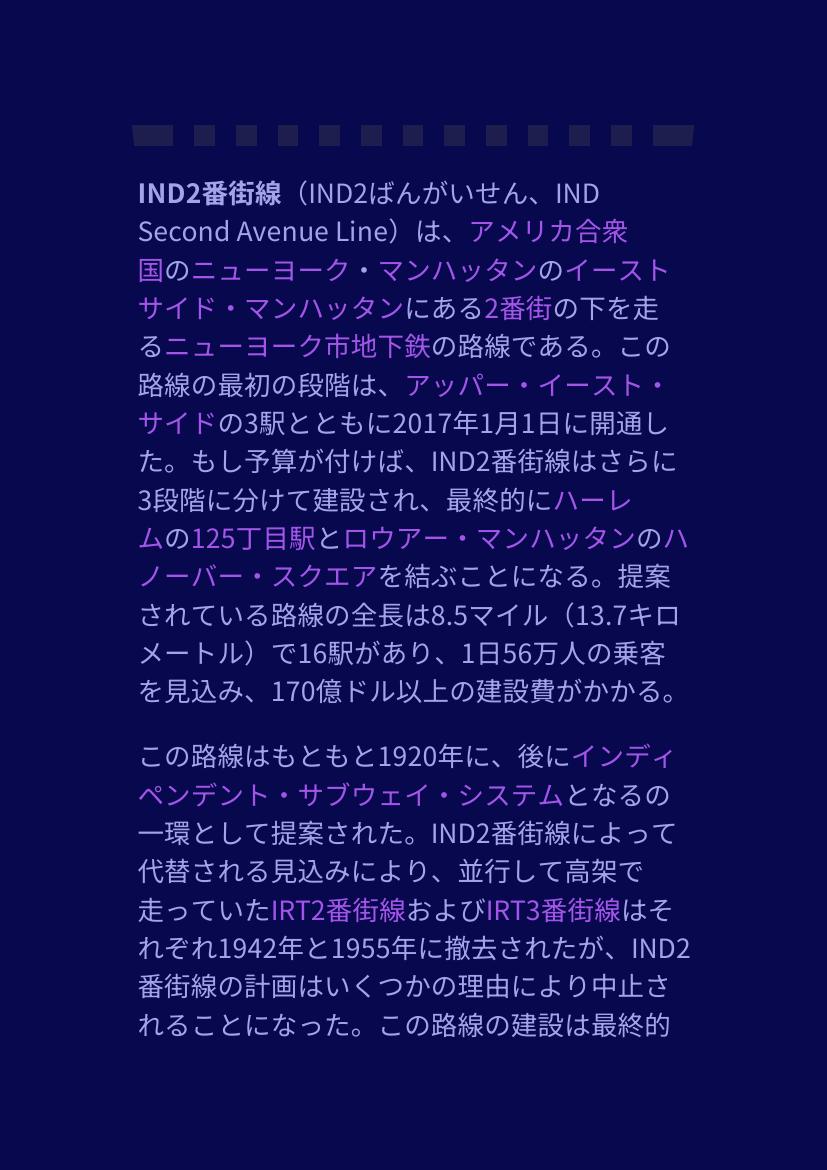 IND2番街線（IND2ばんがいせん、IND
Second Avenue Line）は、アメリカ合衆
国のニューヨーク・マンハッタンのイースト
サイド・マンハッタンにある2番街の下を走
るニューヨーク市地下鉄の路線である。この
路線の最初の段階は、アッパー・イースト・
サイドの3駅とともに2017年1月1日に開通し
た。もし予算が付けば、IND2番街線はさらに
3段階に分けて建設され、最終的にハーレ
ムの125丁目駅とロウアー・マンハッタンのハ
ノーバー・スクエアを結ぶことになる。提案
されている路線の全長は8.5マイル（13.7キロ
メートル）で16駅があり、1日56万人の乗客
を見込み、170億ドル以上の建設費がかかる。
この路線はもともと1920年に、後にインディ
ペンデント・サブウェイ・システムとなるの
一環として提案された。IND2番街線によって
代替される見込みにより、並行して高架で
走っていたIRT2番街線およびIRT3番街線はそ
れぞれ1942年と1955年に撤去されたが、IND2
番街線の計画はいくつかの理由により中止さ
れることになった。この路線の建設は最終的